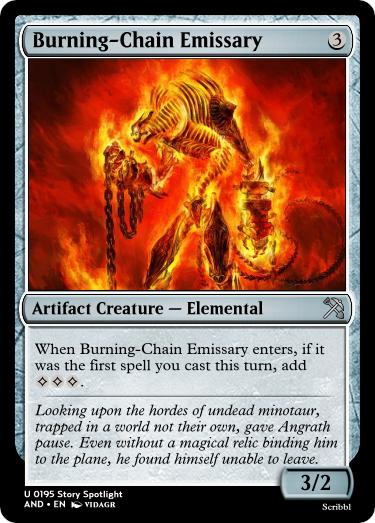 Burning-Chain Emissary 3
Artifact Creature — Elemental
When Burning-Chain Emissary enters, if it
was the first spell you cast this turn, add
◇◇◇.
Looking upon the hordes of undead minotaur,
trapped in a world not their own, gave Angrath
pause. Even without a magical relic binding him
to the plane, he found himself unable to leave.
3/2
U 0195 Story Spotlight
AND • EN VIDAGR
Scribbl